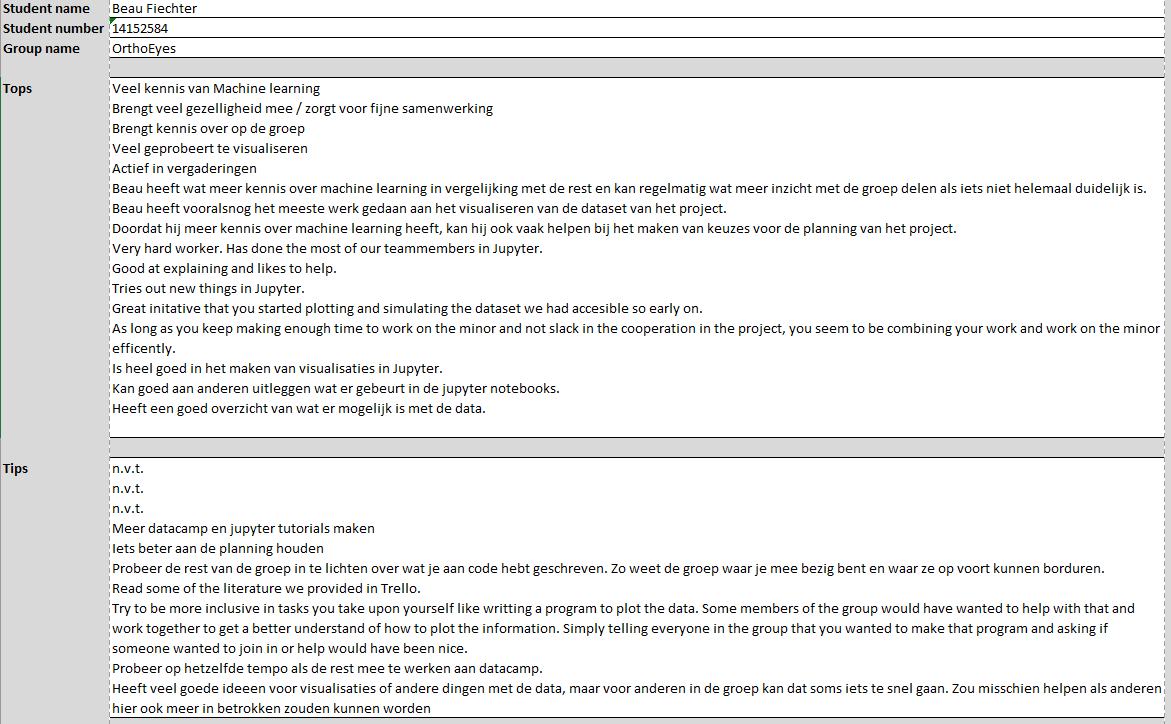 Student name Beau Fiechter
Student number 14152584
Group name OrthoEyes
Tops Veel kennis van Machine learning
Brengt veel gezelligheid mee / zorgt voor fijne samenwerking
Brengt kennis over op de groep
Veel geprobeert te visualiseren
Actief in vergaderingen
Beau heeft wat meer kennis over machine learning in vergelijking met de rest en kan regelmatig wat meer inzicht met de groep delen als iets niet helemaal duidelijk is.
Beau heeft vooralsnog het meeste werk gedaan aan het visualiseren van de dataset van het project.
Doordat hij meer kennis over machine learning heeft, kan hij ook vaak helpen bij het maken van keuzes voor de planning van het project.
Very hard worker. Has done the most of our teammembers in Jupyter.
Good at explaining and likes to help.
Tries out new things in Jupyter.
Great initative that you started plotting and simulating the dataset we had accesible so early on.
As long as you keep making enough time to work on the minor and not slack in the cooperation in the project, you seem to be combining your work and work on the minor
efficently.
Is heel goed in het maken van visualisaties in Jupyter.
Kan goed aan anderen uitleggen wat er gebeurt in de jupyter notebooks.
Heeft een goed overzicht van wat er mogelijk is met de data.
Tips n.v.t.
n.v.t.
n.v.t.
Meer datacamp en jupyter tutorials maken
Iets beter aan de planning houden
Probeer de rest van de groep in te lichten over wat je aan code hebt geschreven. Zo weet de groep waar je mee bezig bent en waar ze op voort kunnen borduren.
Read some of the literature we provided in Trello.
Try to be more inclusive in tasks you take upon yourself like writting a program to plot the data. Some members of the group would have wanted to help with that and
work together to get a better understand of how to plot the information. Simply telling everyone in the group that you wanted to make that program and asking if
someone wanted to join in or help would have been nice.
Probeer op hetzelfde tempo als de rest mee te werken aan datacamp.
Heeft veel goede ideeen voor visualisaties of andere dingen met de data, maar voor anderen in de groep kan dat soms iets te snel gaan. Zou misschien helpen als anderen
hier ook meer in betrokken zouden kunnen worden